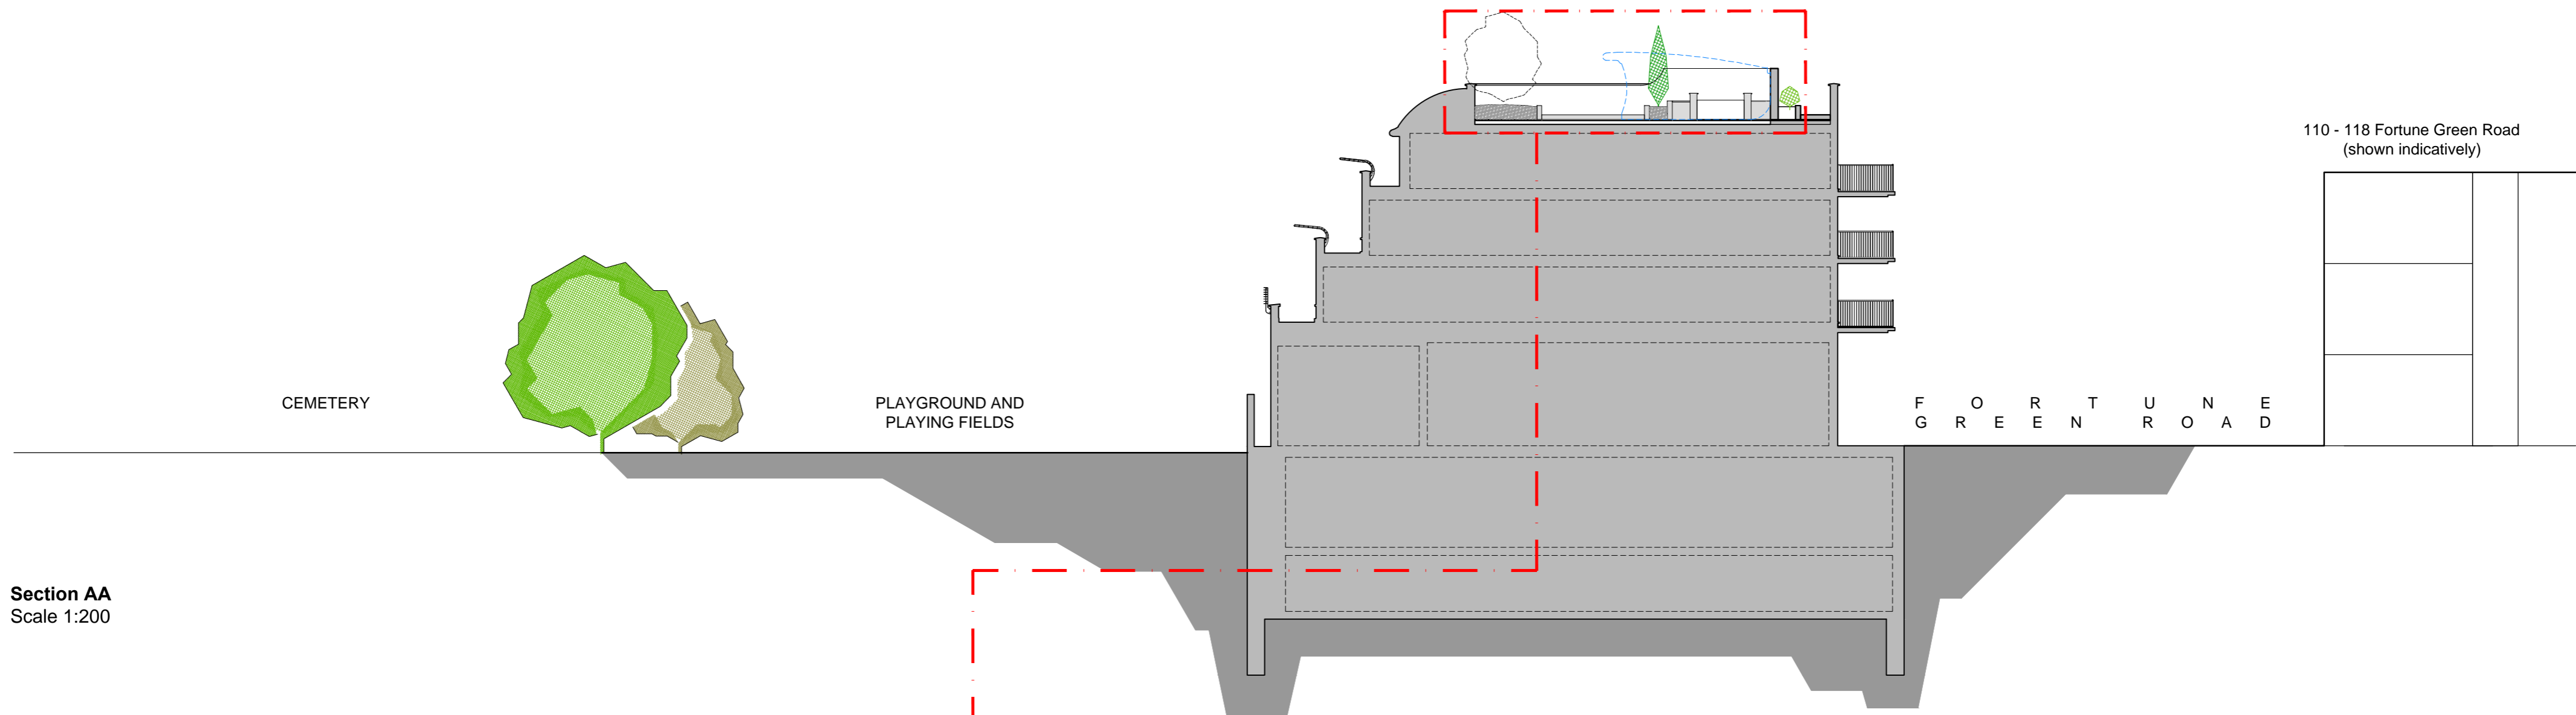 110 - 118 Fortune Green Road
(shown indicatively)
CEMETERY
PLAYGROUND AND
PLAYING FIELDS
F O R T U N E
G R E E N R O A D
Section AA
Scale 1:200